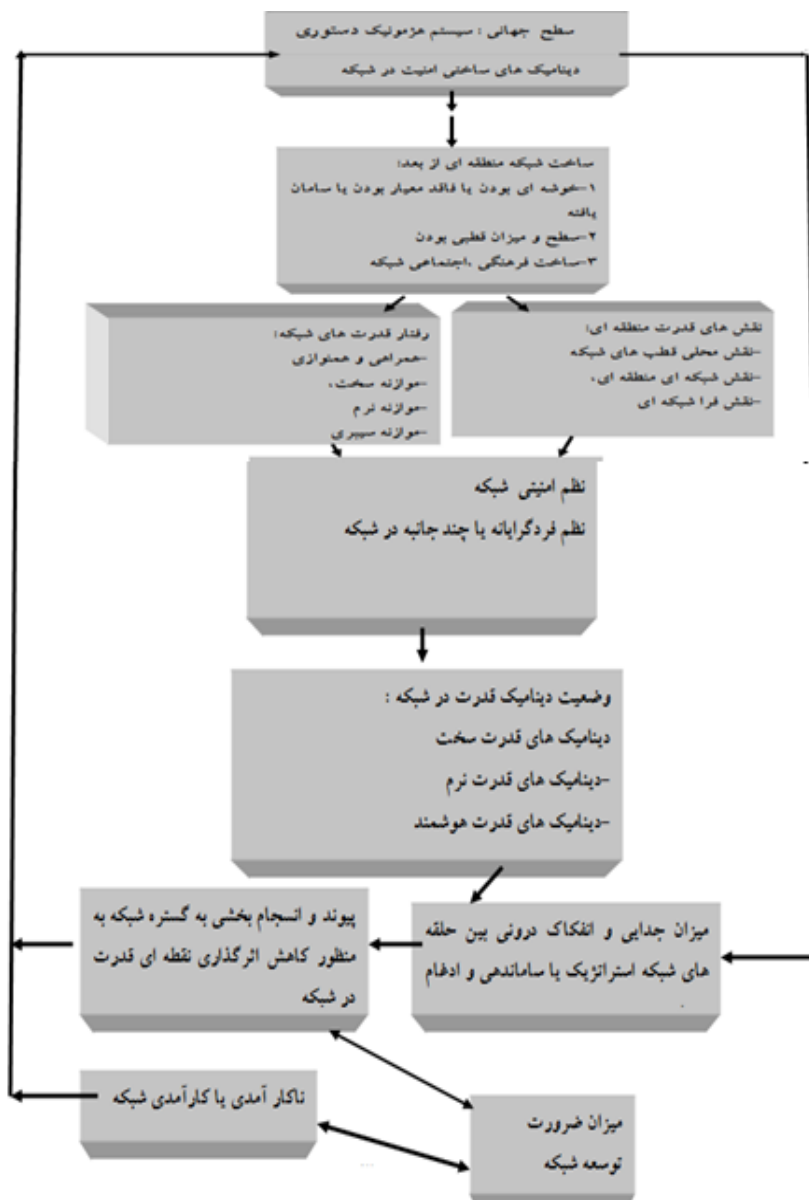 سطح جهانی : سیستم هژمونیک دستوری
دینامیک های ساختی امنیت در شبکه
ساخت شبکه منطقه ای از بعد:
۱-خوشه ای بودن یا فاقد معیار بودن یا سامان
یافته
۲-سطح و میزان قطبی بودن
۳-ساخت فرهنگی ،اجتماعی شبکه
نقش های قدرت منطقه ای:
-نقش محلی قطب های شبکه
-نقش شبکه ای منطقه ای،
-نقش فرا شبکه ای
رفتار قدرت های شبکه:
-همراهی و همنوازی
-موازنه سخت،
-موازنه نرم
-موازنه سیبری
نظم امنیتی شبکه
نظم فردگرایانه یا چند جانبه در شبکه
وضعیت دینامیک قدرت در شبکه :
دینامیک های قدرت سخت
-دینامیک های قدرت نرم
-دینامیک های قدرت هوشمند
میزان جدایی و انفکاک درونی بین حلقه
های شبکه استراتژیک یا ساماندهی و ادغام
.
پیوند و انسجام بخشی به گستره شبکه به
منظور کاهش اثرگذاری نقطه ای قدرت
در شبکه
ناکار آمدی یا کارآمدی شبکه
میزان ضرورت
توسعه شبکه
...